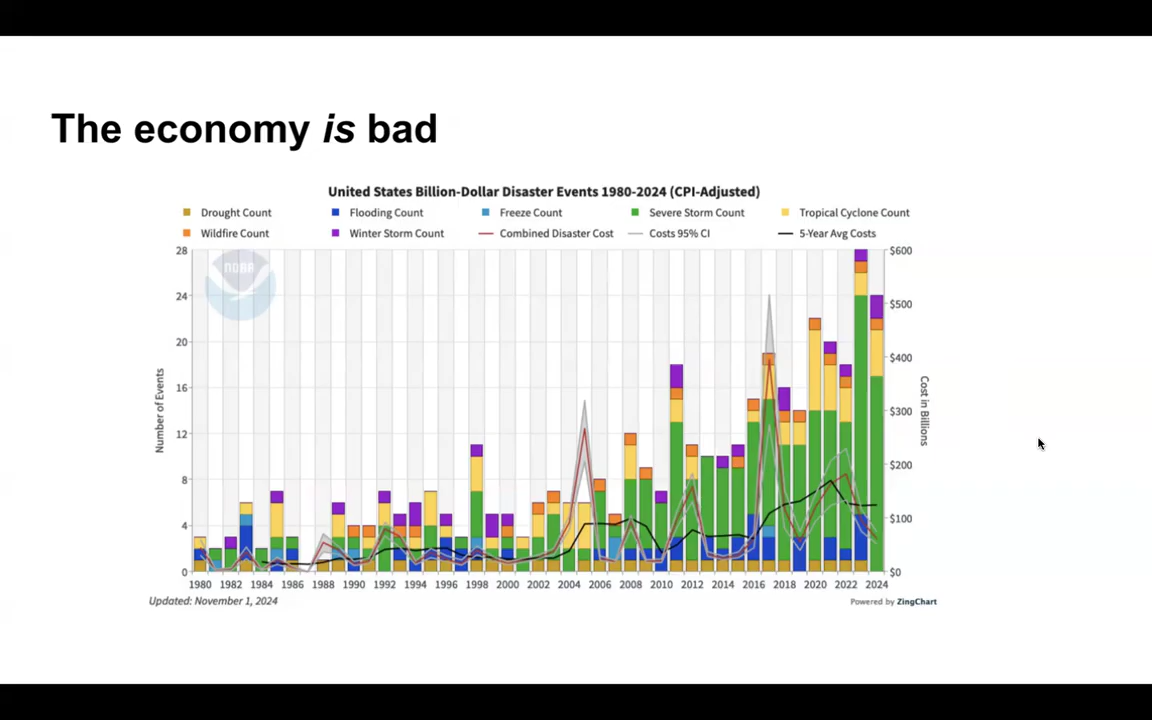 The economy is bad
United States Billion-Dollar Disaster Events 1980-2024 (CPI-Adjusted)
Drought Count Flooding Count Freeze Count Severe Storm Count Tropical Cyclone Count
Wildfire Count Winter Storm Count Combined Disaster Cost Costs 95% CI 5-Year Avg Costs
28 $600
noaa
24 $500
20 $400
16 $300
12 $200
8 $100
4
0 $0
Number of Events
Cost in Billions
1980 1982 1984 1986 1988 1990 1992 1994 1996 1998 2000 2002 2004 2006 2008 2010 2012 2014 2016 2018 2020 2022 2024
Updated: November 1, 2024 Powered by ZingChart